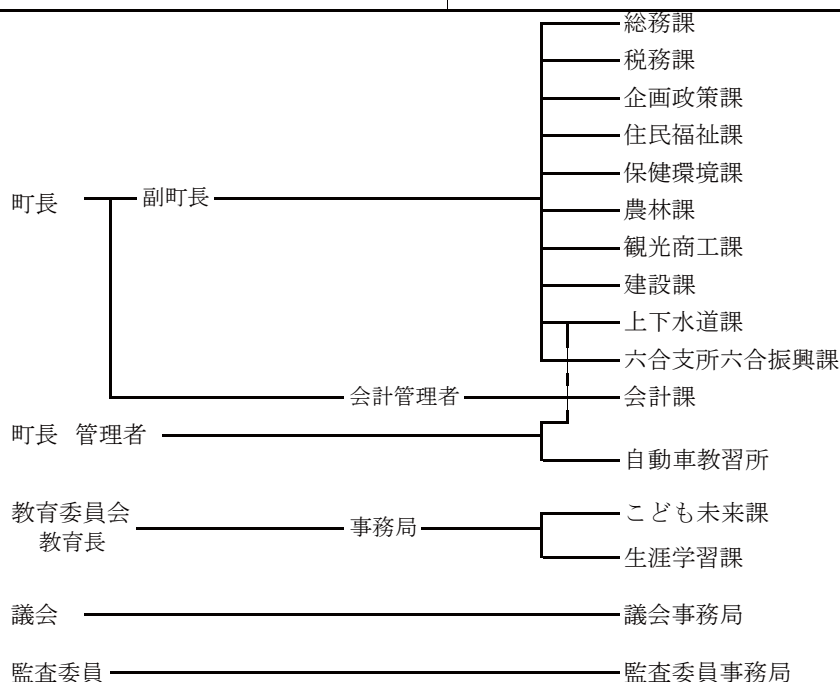 総務課
税務課
企画政策課
住民福祉課
保健環境課
町長 副町長
農林課
観光商工課
建設課
上下水道課
六合支所六合振興課
会計管理者 会計課
町長 管理者
自動車教習所
教育委員会
教育長
事務局
こども未来課
生涯学習課
議会 議会事務局
監査委員 監査委員事務局